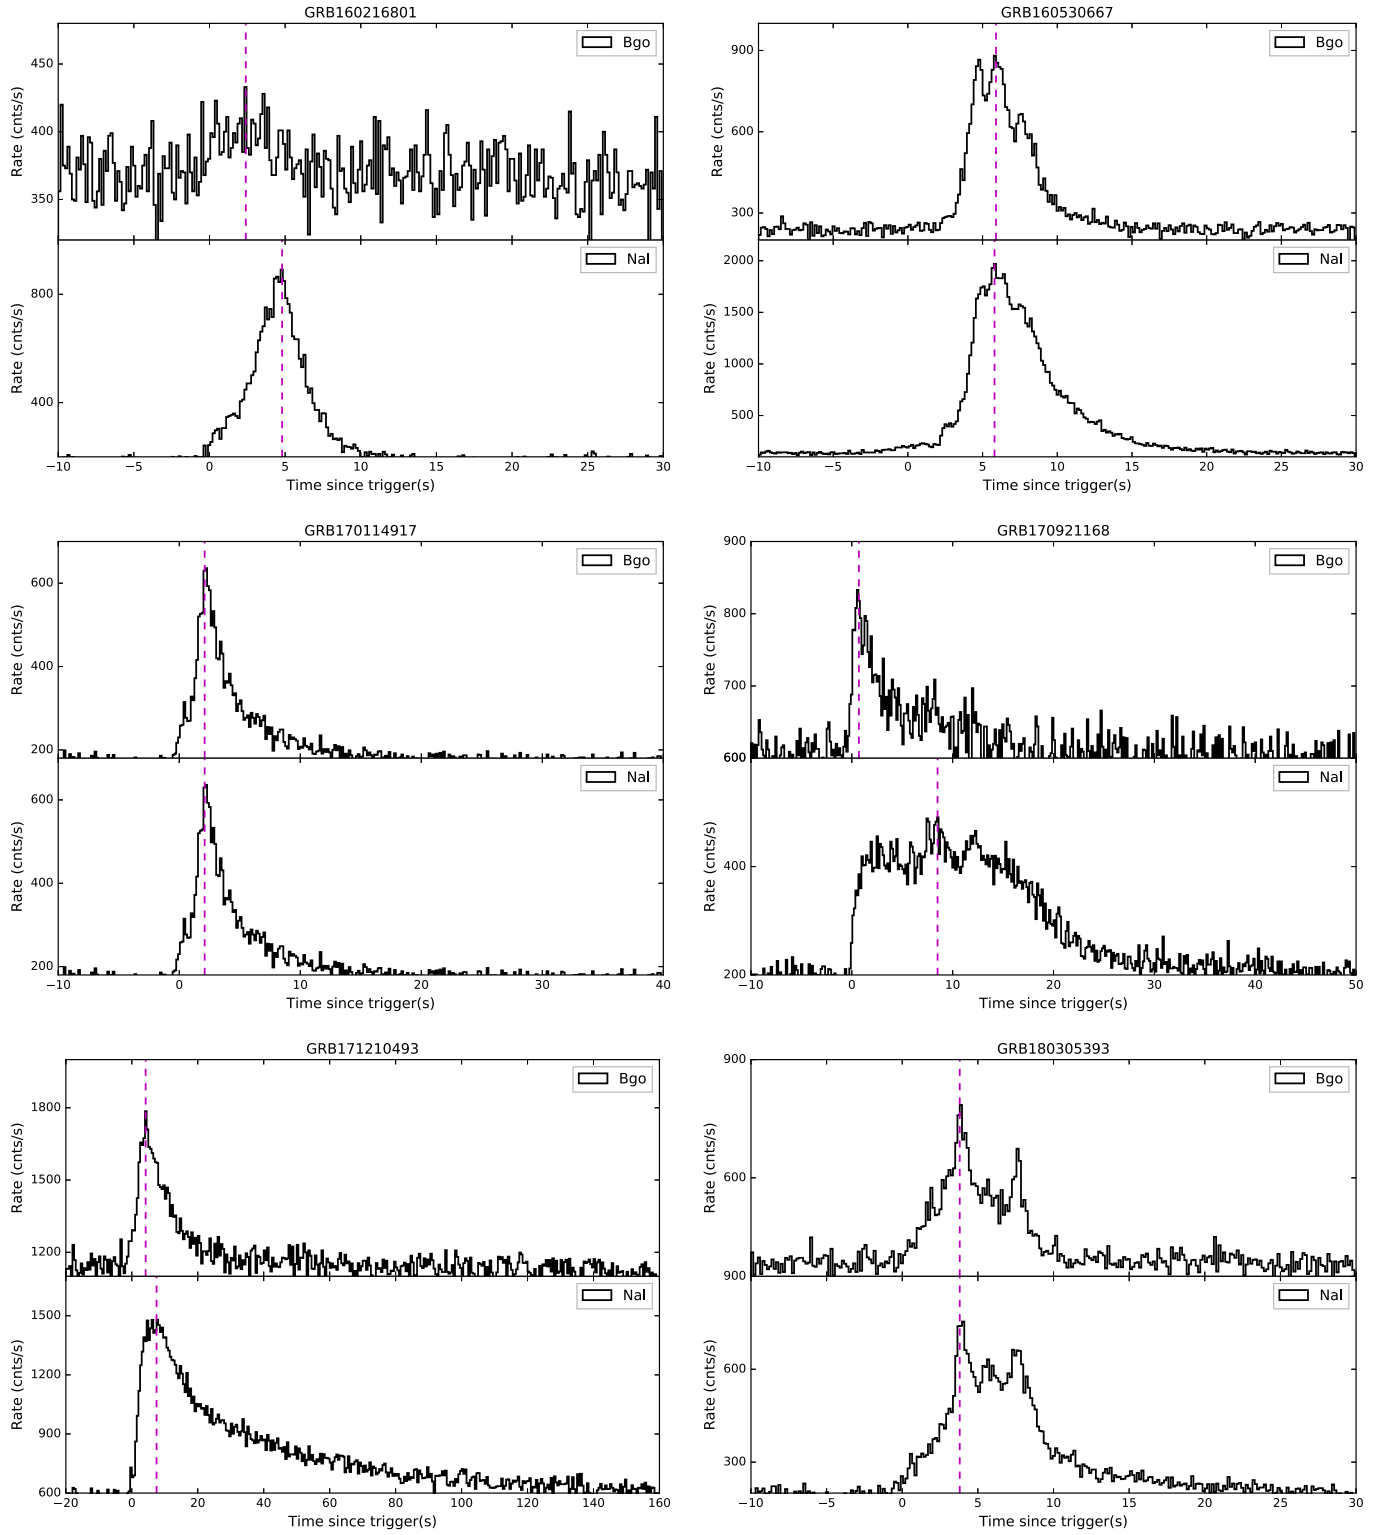 GRB160216801
Bgo
450
400
350
Rate (cnts/s)
NaI
800
400
Rate (cnts/s)
−10 −5 0 5 10 15 20 25 30
Time since trigger(s)
GRB160530667
Bgo
900
600
300
Rate (cnts/s)
NaI
2000
1500
1000
500
Rate (cnts/s)
−10 −5 0 5 10 15 20 25 30
Time since trigger(s)
GRB170114917
Bgo
600
400
200
Rate (cnts/s)
NaI
600
400
200
Rate (cnts/s)
−10 0 10 20 30 40
Time since trigger(s)
GRB170921168
Bgo
900
800
700
600
Rate (cnts/s)
NaI
600
400
200
Rate (cnts/s)
−10 0 10 20 30 40 50
Time since trigger(s)
GRB171210493
Bgo
1800
1500
1200
Rate (cnts/s)
NaI
1500
1200
900
600
Rate (cnts/s)
−20 0 20 40 60 80 100 120 140 160
Time since trigger(s)
GRB180305393
Bgo
900
600
Rate (cnts/s)
NaI
900
600
300
Rate (cnts/s)
−10 −5 0 5 10 15 20 25 30
Time since trigger(s)